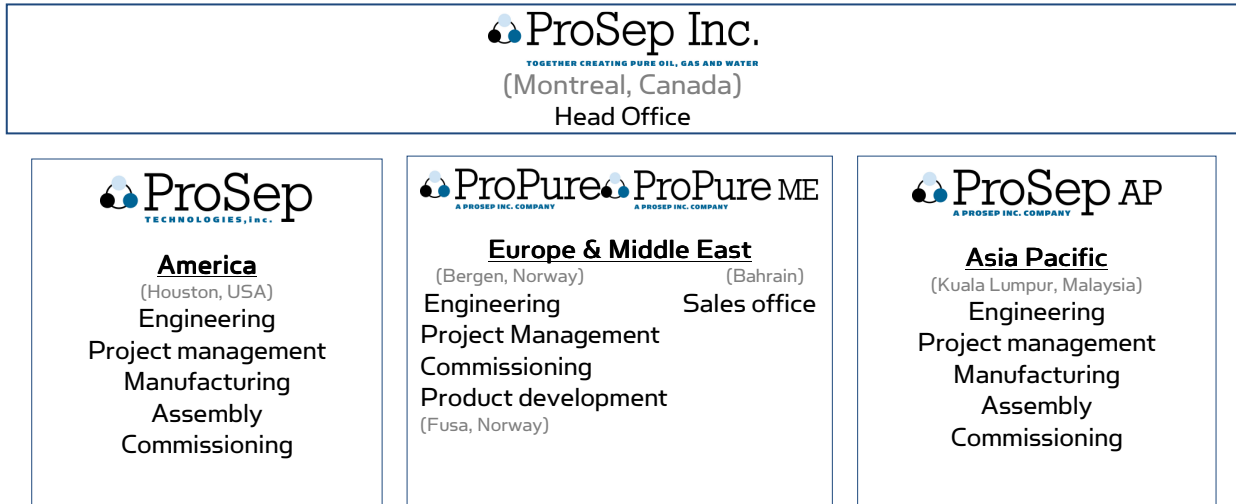 ProSep Inc.
TOGETHER CREATING PURE OIL, GAS AND WATER
(Montreal, Canada)
Head Office
ProSep
TECHNOLOGIES, inc.
America
(Houston, USA)
Engineering
Project management
Manufacturing
Assembly
Commissioning
ProPure ProPure ME
A PROSEP INC. COMPANY A PROSEP INC. COMPANY
Europe & Middle East
(Bergen, Norway) (Bahrain)
Engineering Sales office
Project Management
Commissioning
Product development
(Fusa, Norway)
ProSep AP
A PROSEP INC. COMPANY
Asia Pacific
(Kuala Lumpur, Malaysia)
Engineering
Project management
Manufacturing
Assembly
Commissioning